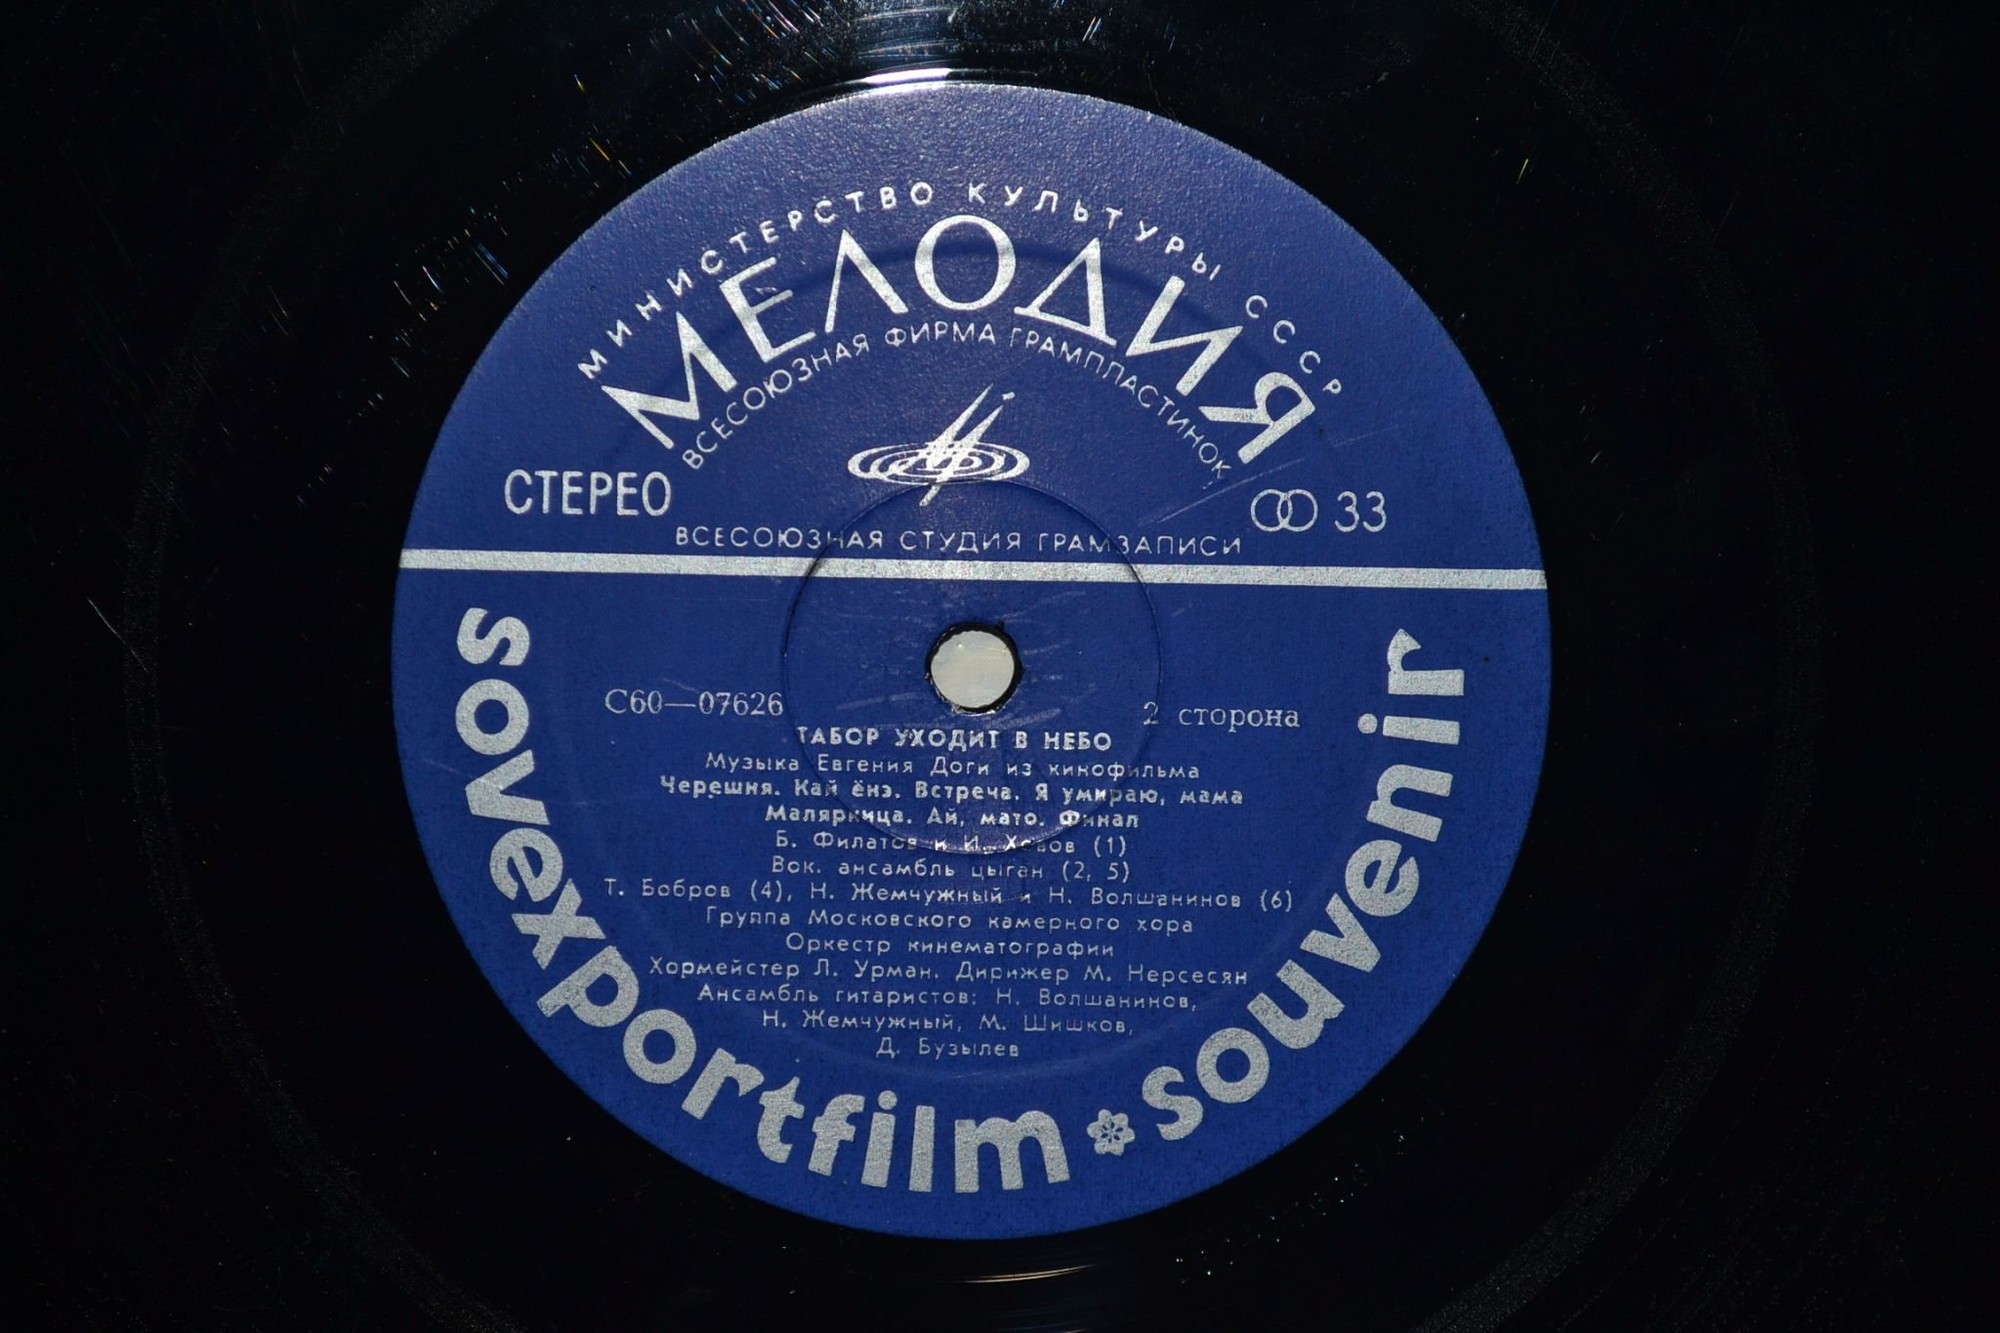 МИНИСТЕРСТВО КУЛЬТУРЫ СССР
МЕЛОДИЯ
ВСЕСОЮЗНАЯ ФИРМА ГРАМПЛАСТИНОК
СТЕРЕО
33
ВСЕСОЮЗНАЯ СТУДИЯ ГРАМЗАПИСИ
С60—07626
2 сторона
ТАБОР УХОДИТ В НЕБО
Музыка Евгения Доги из кинофильма
Черешня. Кай ёнэ. Встреча. Я умираю, мама
Маляркица. Ай, мато. Финал
Б. Филатов и И. (1)
Вок. ансамбль цыган (2, 5)
Т. Бобров (4), Н. Жемчужный и Н. Волшанинов (6)
Группа Московского камерного хора
Оркестр кинематографии
Хормейстер Л. Урман. Дирижер М. Нерсесян
Ансамбль гитаристов: Н. Волшанинов,
Н. Жемчужный, М. Шишков,
Д. Бузылев
sovexportfilm souvenir